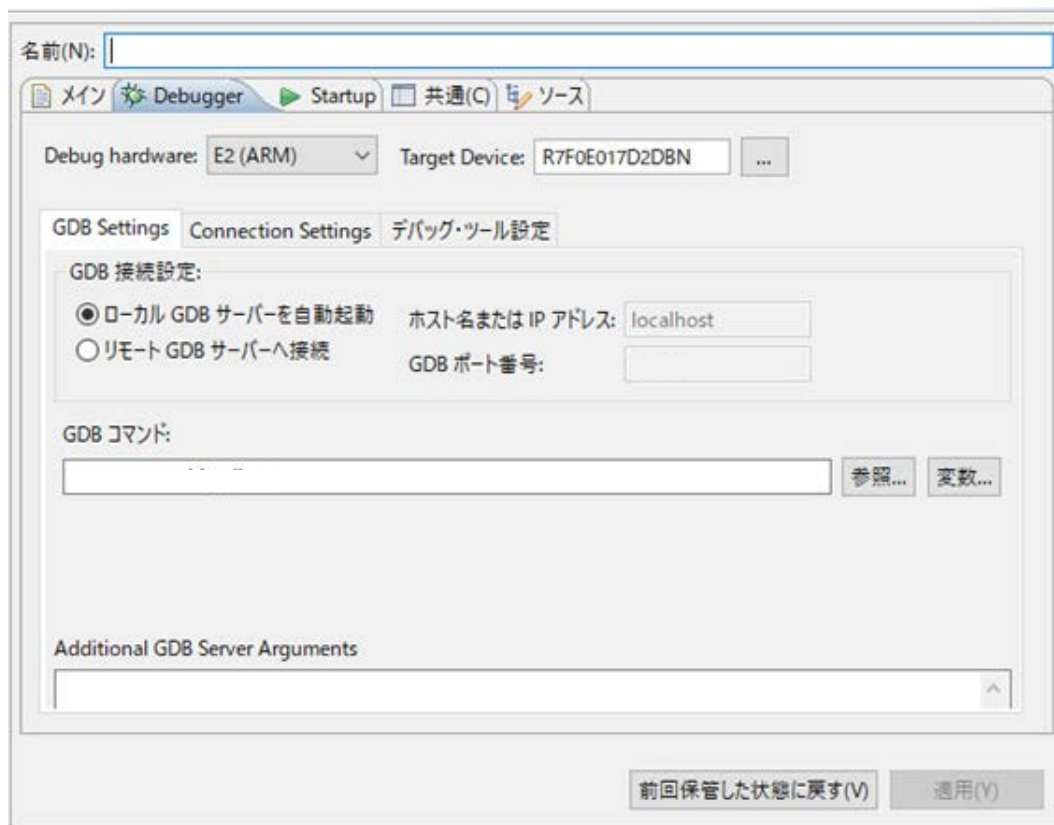 名前(N):
メイン Debugger Startup 共通(C) ソース
Debug hardware: E2 (ARM) Target Device: R7F0E017D2DBN ...
GDB Settings Connection Settings デバッグ・ツール設定
GDB 接続設定:
ローカル GDB サーバーを自動起動 ホスト名または IP アドレス: localhost
リモート GDB サーバーへ接続 GDB ポート番号:
GDB コマンド:
参照... 変数...
Additional GDB Server Arguments
前回保管した状態に戻す(V) 適用(Y)